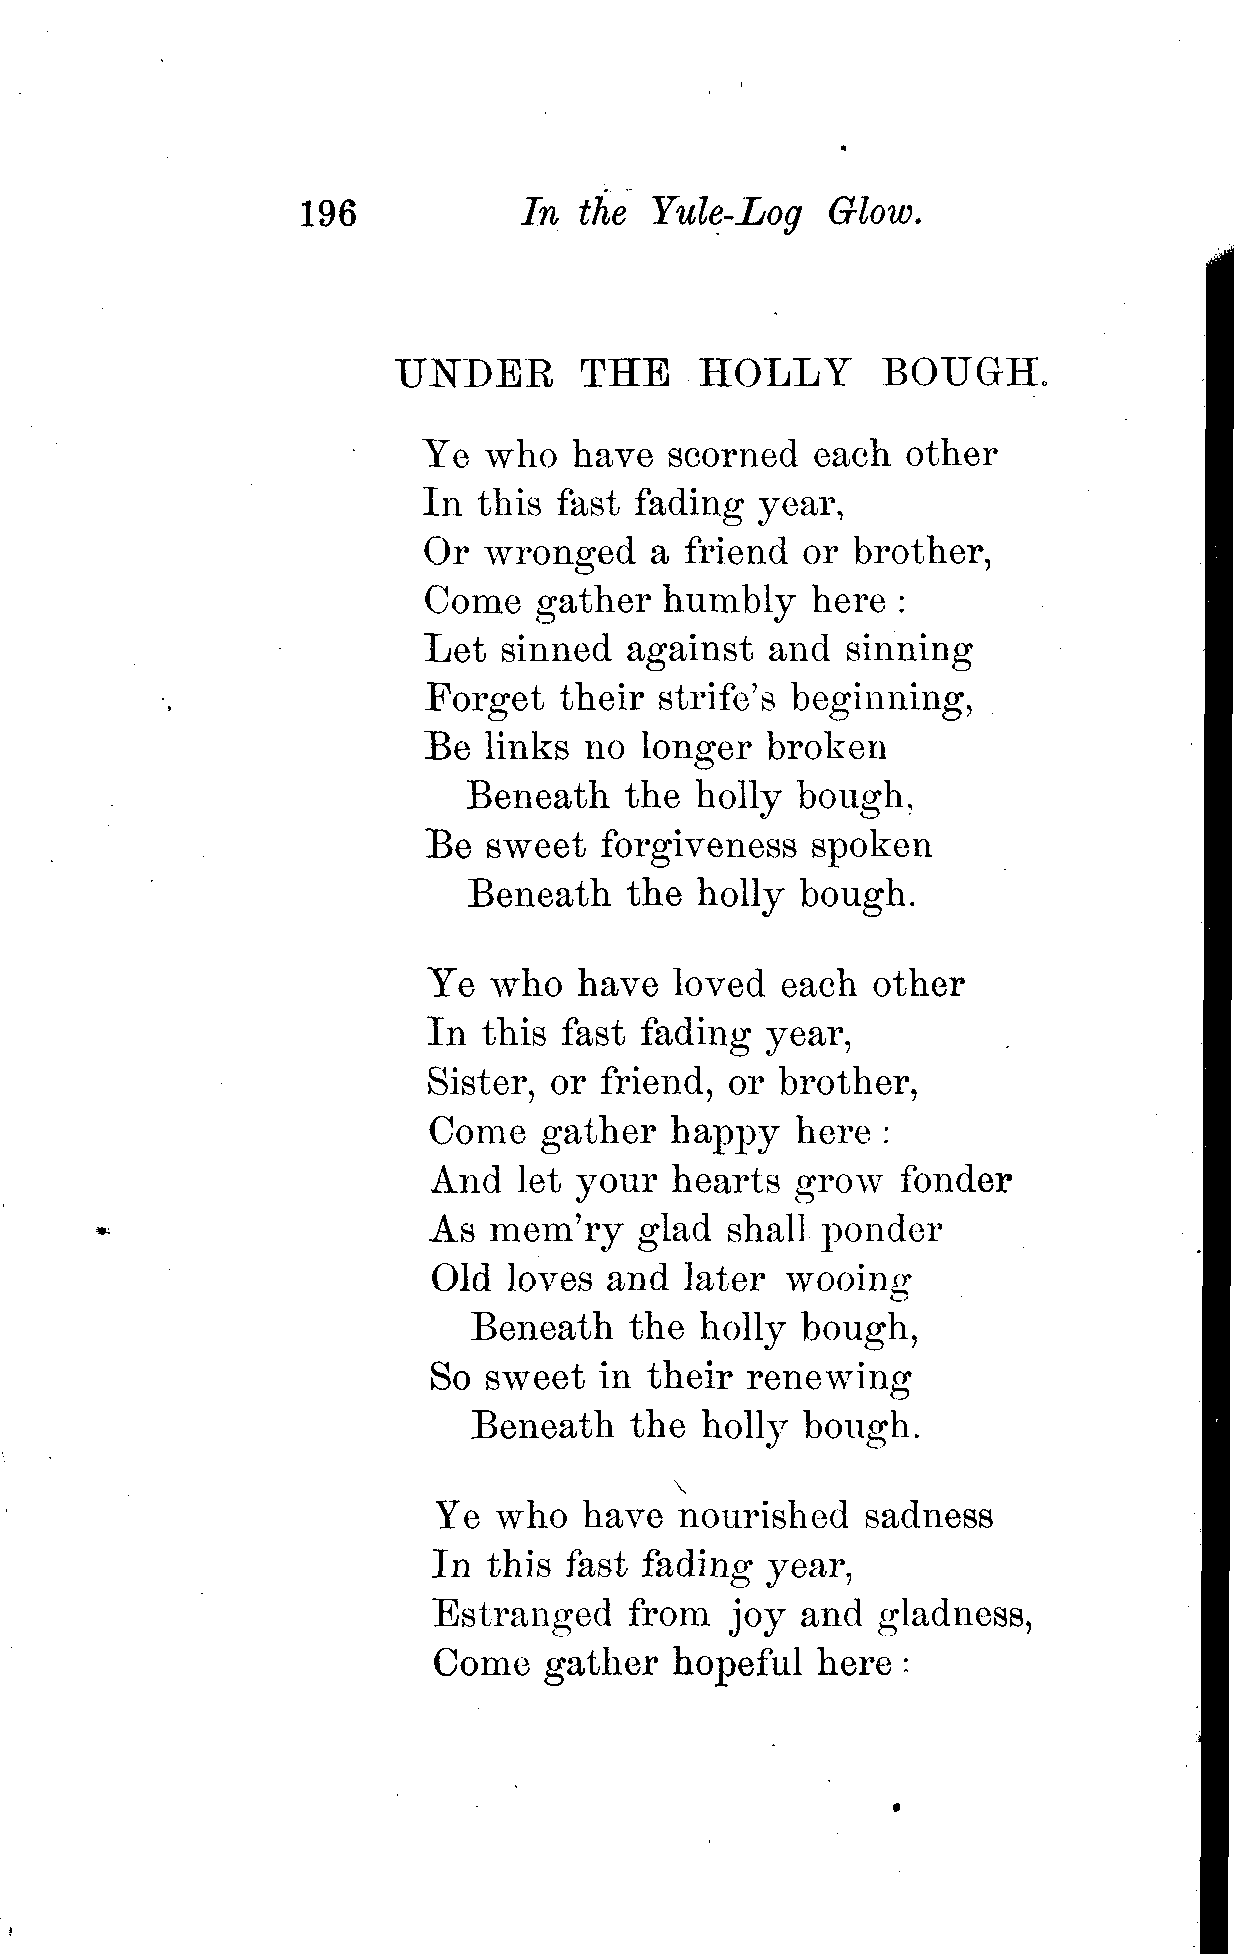 196 In the Yule-Log Glow.
UNDER THE HOLLY BOUGH.
Ye who have scorned each other
In this fast fading year,
Or wronged a friend or brother,
Come gather humbly here :
Let sinned against and sinning
Forget their strife's beginning,
Be links no longer broken
Beneath the holly bough,
Be sweet forgiveness spoken
Beneath the holly bough.
Ye who have loved each other
In this fast fading year,
Sister, or friend, or brother,
Come gather happy here :
And let your hearts grow fonder
As mem'ry glad shall ponder
Old loves and later wooing
Beneath the holly bough,
So sweet in their renewing
Beneath the holly bough.
Ye who have nourished sadness
In this fast fading year,
Estranged from joy and gladness,
Come gather hopeful here :